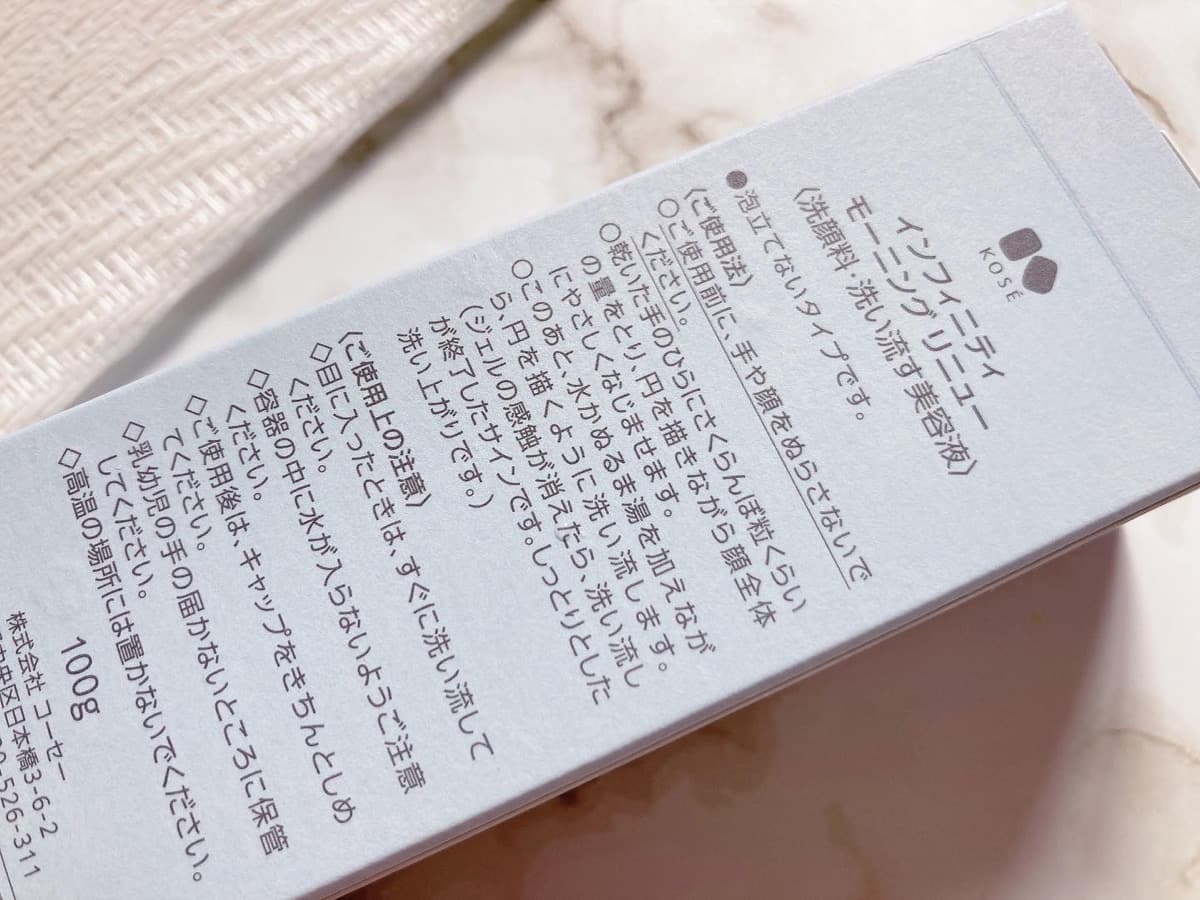 KOSÉ
インフィニティ
モーニング リニュー
〈洗顔料・洗い流す美容液〉
●泡立てないタイプです。
〈ご使用法〉
○ご使用前に、手や顔をぬらさないで
ください。
○乾いた手のひらにさくらんぼ粒くらい
の量をとり、円を描きながら顔全体
にやさしくなじませます。
○このあと、水かぬるま湯を加えなが
ら、円を描くように洗い流します。
(ジェルの感触が消えたら、洗い流し
が終了したサインです。しっとりとした
洗い上がりです。)
〈ご使用上の注意〉
◇目に入ったときは、すぐに洗い流して
ください。
◇容器の中に水が入らないようご注意
ください。
◇ご使用後は、キャップをきちんとしめ
てください。
◇乳幼児の手の届かないところに保管
してください。
◇高温の場所には置かないでください。
100g
株式会社 コーセー
中央区日本橋3-6-2
526-311